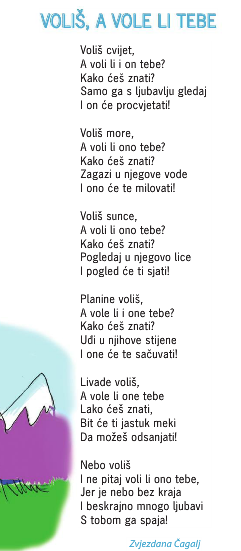 VOLIŠ, A VOLE LI TEBE
Voliš cvijet,
A voli li i on tebe?
Kako ćeš znati?
Samo ga s ljubavlju gledaj
I on će procvjetati!
Voliš more,
A voli li ono tebe?
Kako ćeš znati?
Zagazi u njegove vode
I ono će te milovati!
Voliš sunce,
A voli li ono tebe?
Kako ćeš znati?
Pogledaj u njegovo lice
I pogled će ti sjati!
Planine voliš,
A vole li i one tebe?
Kako ćeš znati?
Uđi u njihove stijene
I one će te sačuvati!
Livade voliš,
A vole li one tebe
Lako ćeš znati,
Bit će ti jastuk meki
Da možeš odsanjati!
Nebo voliš
I ne pitaj voli li ono tebe,
Jer je nebo bez kraja
I beskrajno mnogo ljubavi
S tobom ga spaja!
Zvjezdana Čagalj